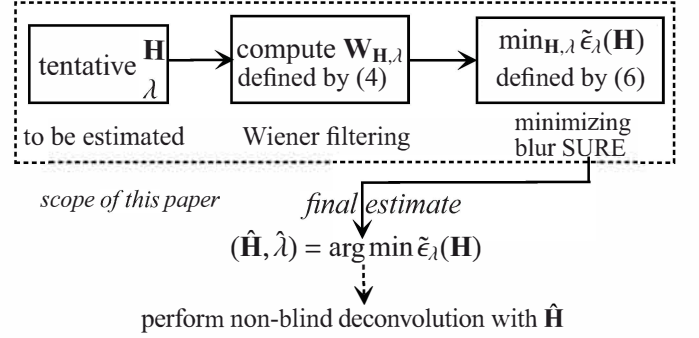 tentative H
λ
compute W_H,λ
defined by (4)
min_H,λ ε̃_λ(H)
defined by (6)
to be estimated
Wiener filtering
minimizing
blur SURE
scope of this paper
final estimate
(Ĥ, λ̂) = arg min ε̃_λ(H)
perform non-blind deconvolution with Ĥ